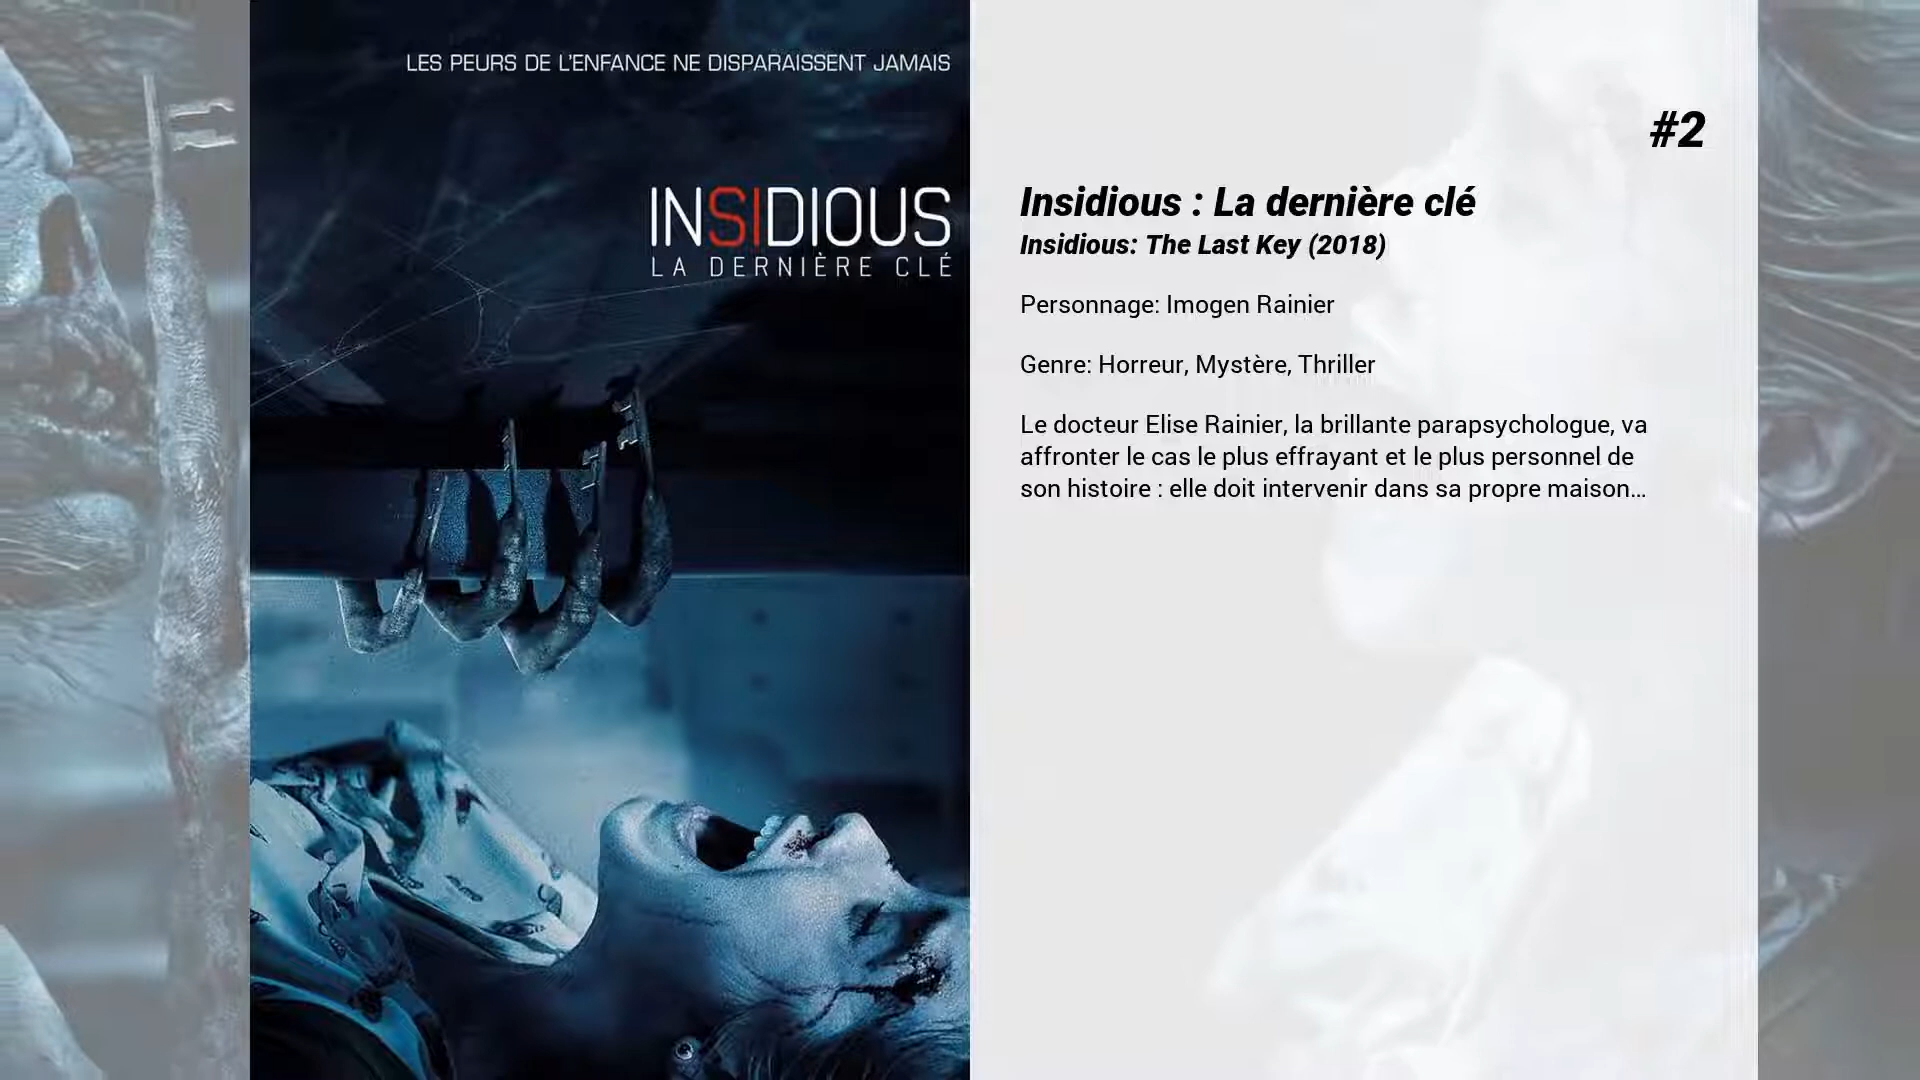 LES PEURS DE L'ENFANCE NE DISPARAISSENT JAMAIS
INSIDIOUS
LA DERNIÈRE CLÉ
#2
Insidious : La dernière clé
Insidious: The Last Key (2018)
Personnage: Imogen Rainier
Genre: Horreur, Mystère, Thriller
Le docteur Elise Rainier, la brillante parapsychologue, va
affronter le cas le plus effrayant et le plus personnel de
son histoire : elle doit intervenir dans sa propre maison…